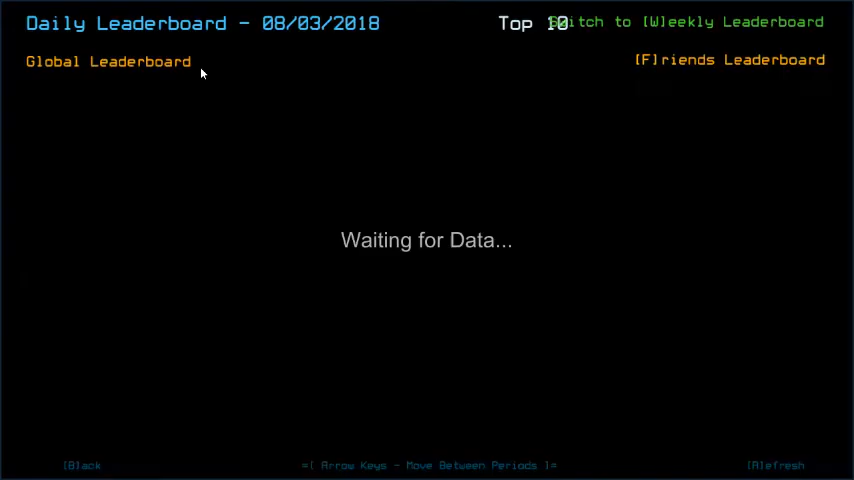 Daily Leaderboard - 08/03/2018 Top 10 Switch to [W]eekly Leaderboard
Global Leaderboard [F]riends Leaderboard
Waiting for Data...
[B]ack =[ Arrow Keys - Move Between Periods ]= [R]efresh